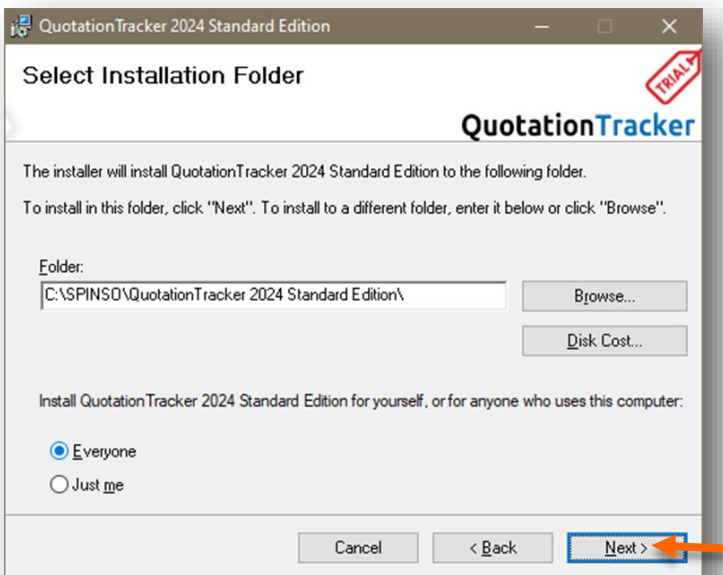 QuotationTracker 2024 Standard Edition
Select Installation Folder
TRIAL
QuotationTracker
The installer will install QuotationTracker 2024 Standard Edition to the following folder.
To install in this folder, click "Next". To install to a different folder, enter it below or click "Browse".
Folder:
C:\SPINSO\QuotationTracker 2024 Standard Edition\
Browse...
Disk Cost...
Install QuotationTracker 2024 Standard Edition for yourself, or for anyone who uses this computer:
Everyone
Just me
Cancel < Back Next >